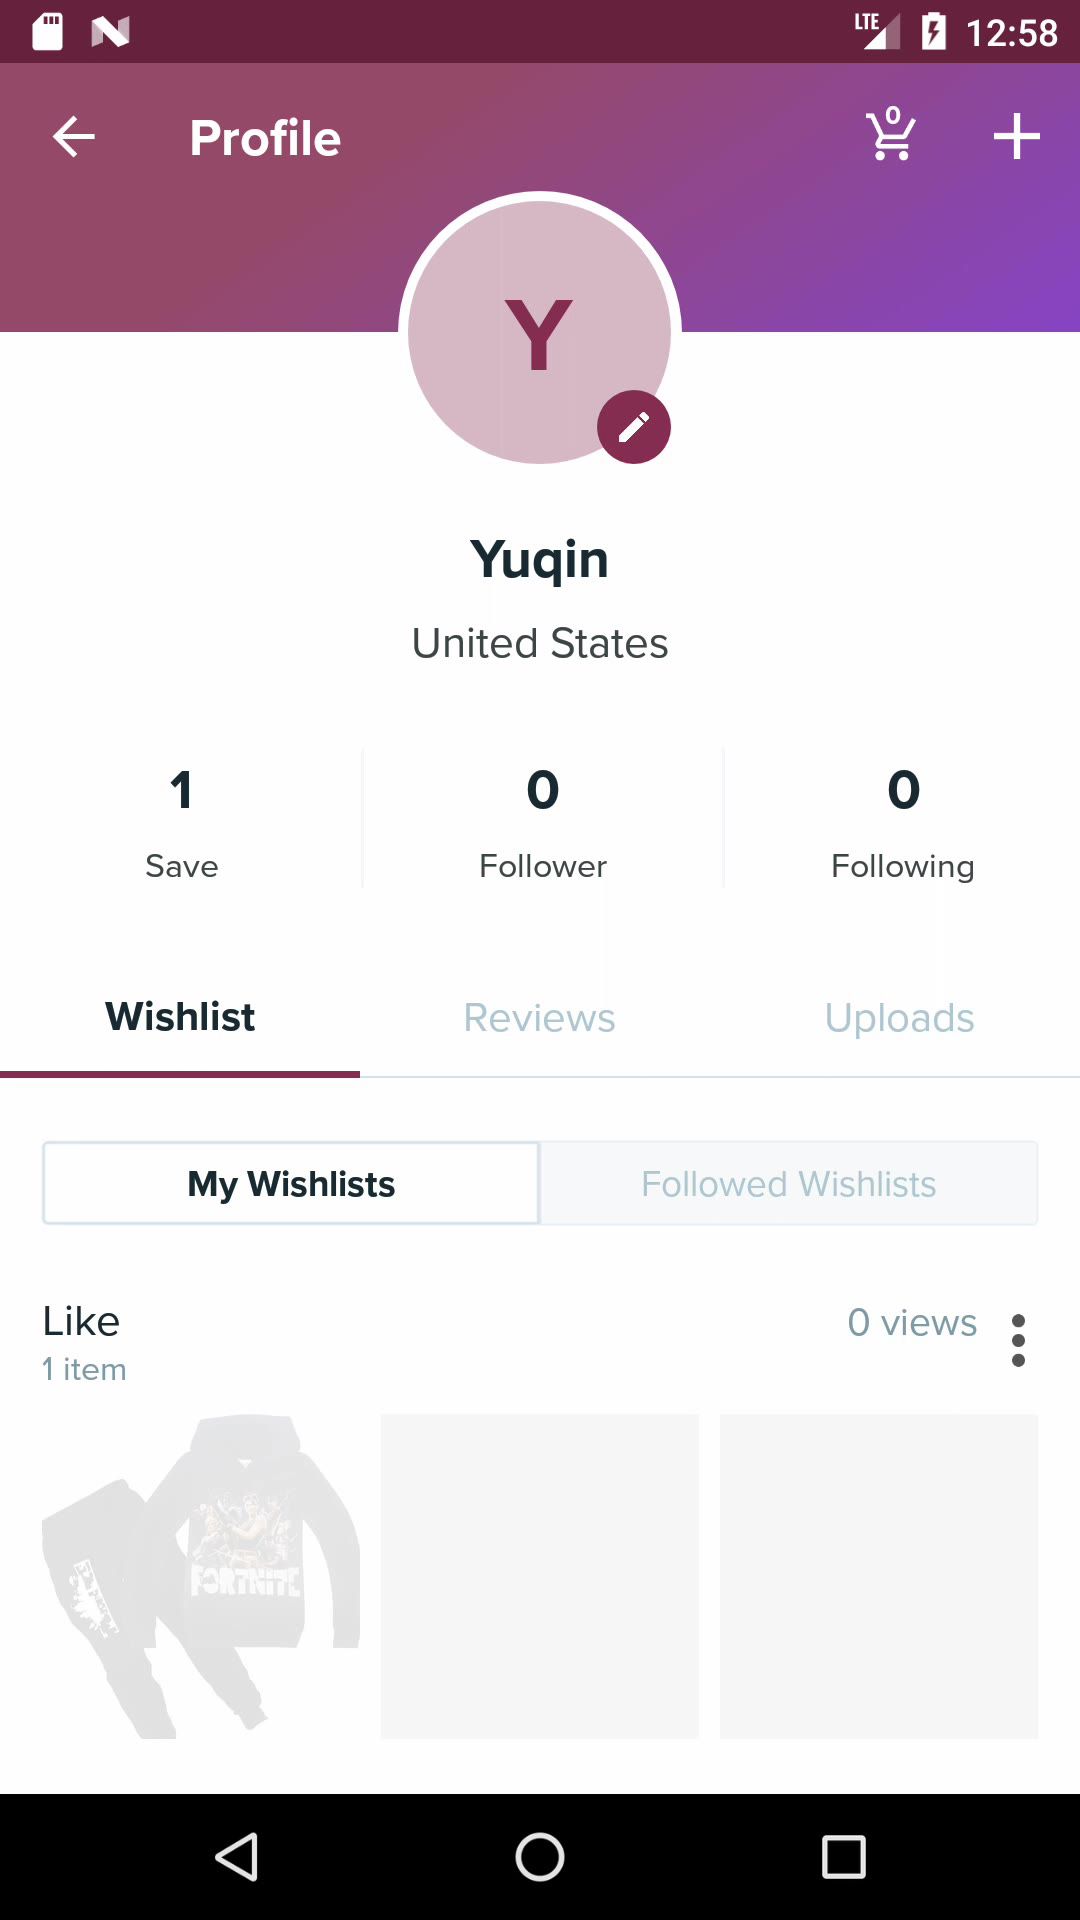 LTE 12:58
Profile 0
Y
Yuqin
United States
1 0 0
Save Follower Following
Wishlist Reviews Uploads
My Wishlists Followed Wishlists
Like 0 views
1 item
FORTNITE